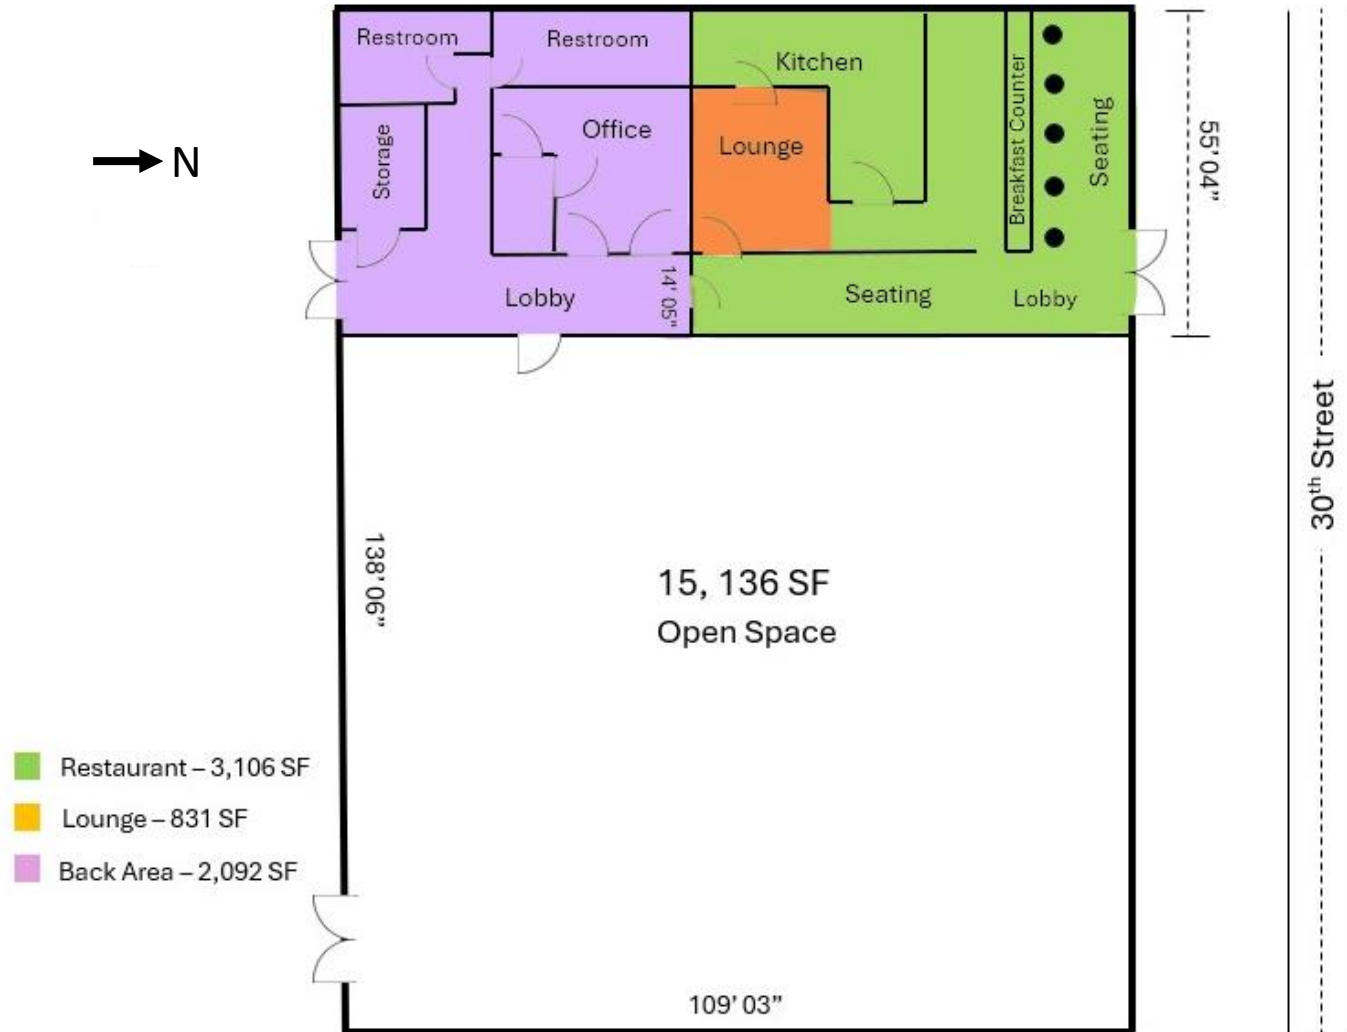 Restroom
Restroom
Kitchen
Office
Lounge
Storage
Breakfast Counter
Seating
55’ 04”
N
Lobby
14’ 05”
Seating
Lobby
30th Street
138’ 06”
15, 136 SF
Open Space
Restaurant – 3,106 SF
Lounge – 831 SF
Back Area – 2,092 SF
109’ 03”